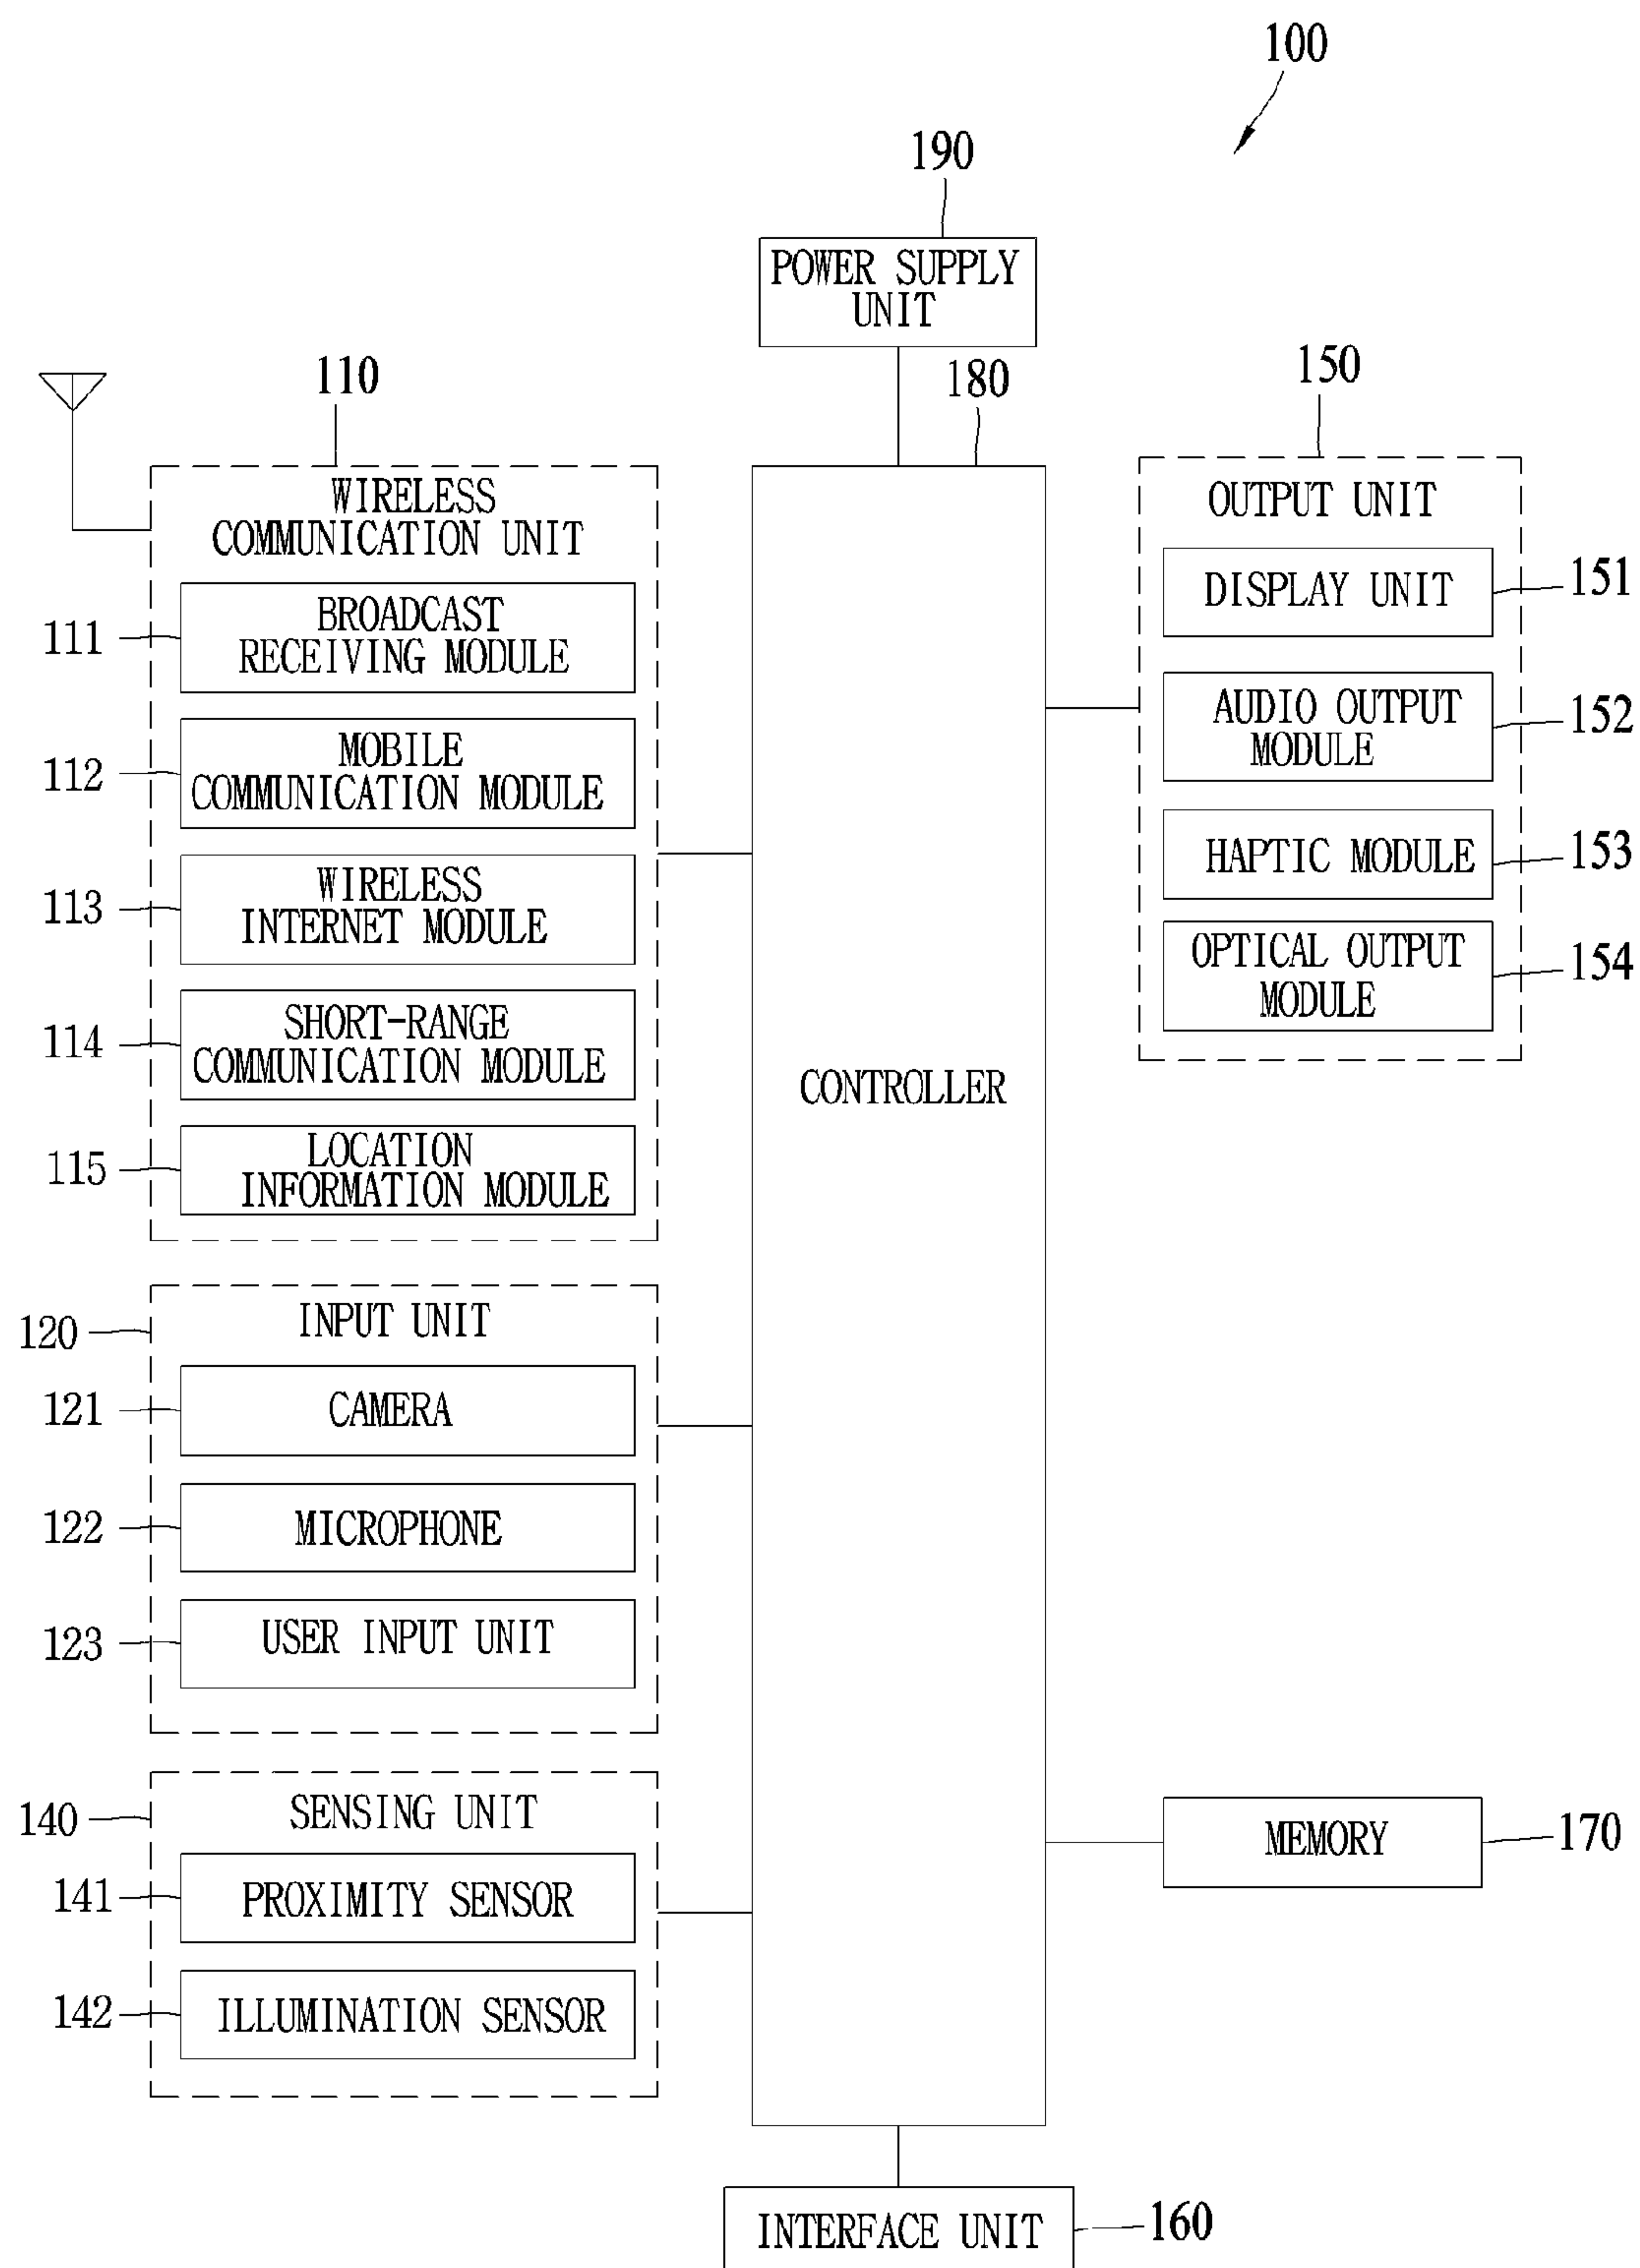 100
190
POWER SUPPLY
UNIT
110
180
150
WIRELESS
COMMUNICATION UNIT
111
BROADCAST
RECEIVING MODULE
112
MOBILE
COMMUNICATION MODULE
113
WIRELESS
INTERNET MODULE
114
SHORT-RANGE
COMMUNICATION MODULE
115
LOCATION
INFORMATION MODULE
120
INPUT UNIT
121
CAMERA
122
MICROPHONE
123
USER INPUT UNIT
140
SENSING UNIT
141
PROXIMITY SENSOR
142
ILLUMINATION SENSOR
CONTROLLER
OUTPUT UNIT
DISPLAY UNIT
151
AUDIO OUTPUT
MODULE
152
HAPTIC MODULE
153
OPTICAL OUTPUT
MODULE
154
MEMORY
170
INTERFACE UNIT
160